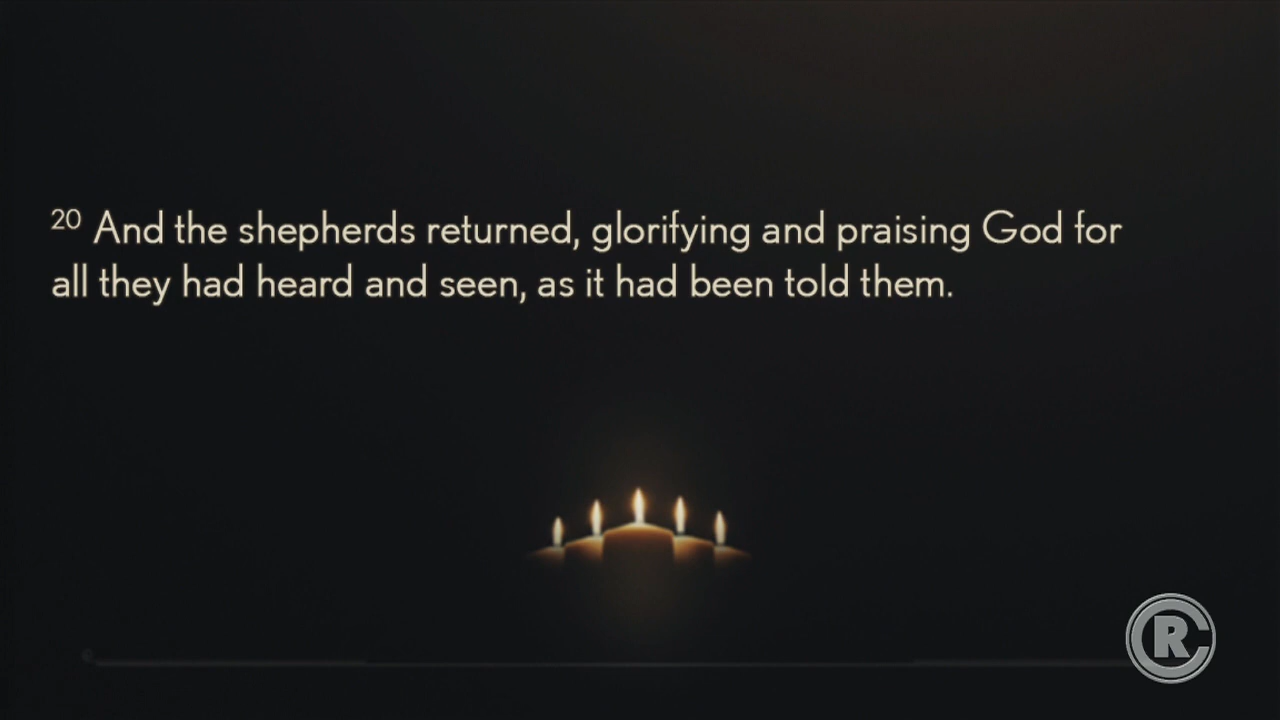 20 And the shepherds returned, glorifying and praising God for
all they had heard and seen, as it had been told them.
CR